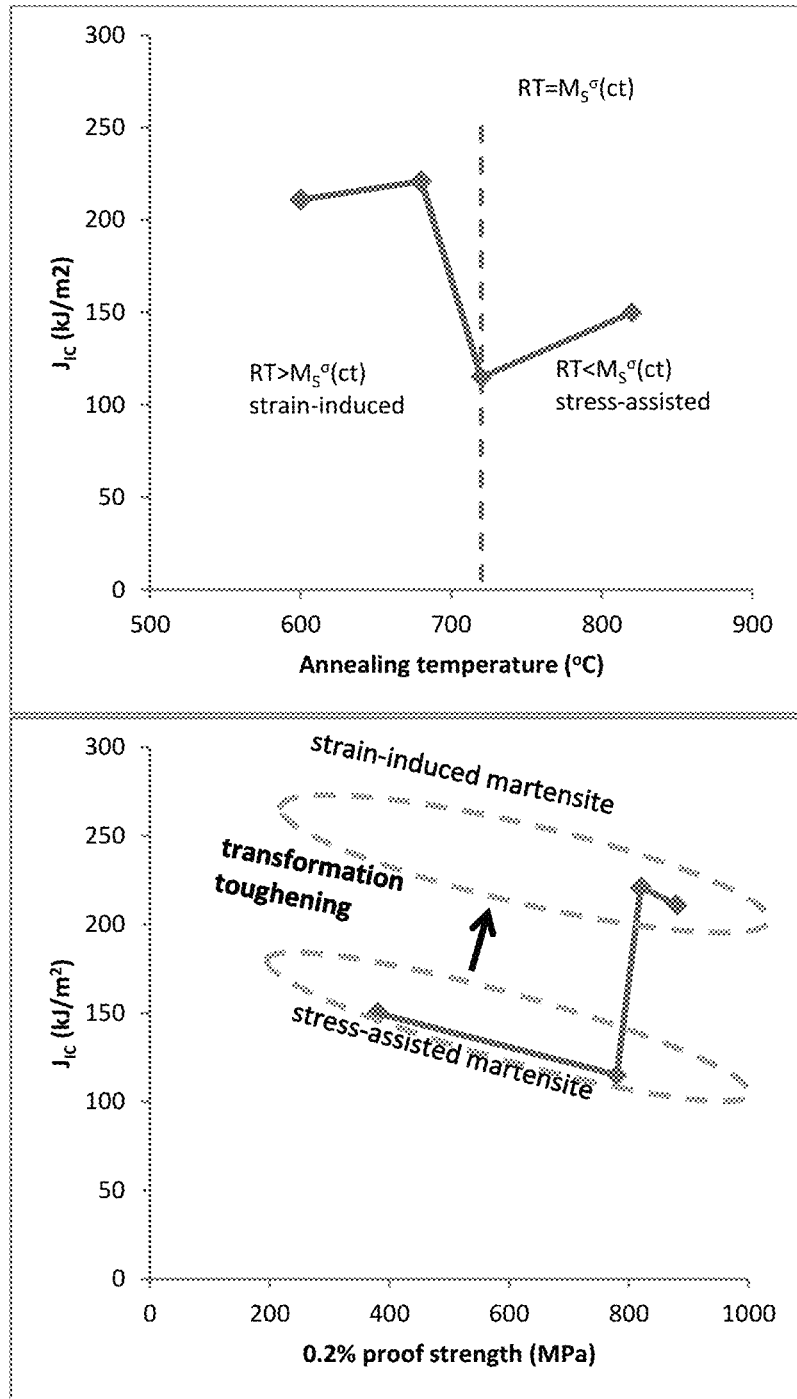 300
250
200
150
100
50
0
500
600
700
800
900
J_IC (kJ/m2)
Annealing temperature (°C)
RT=M_S^σ(ct)
RT>M_S^σ(ct)
strain-induced
RT<M_S^σ(ct)
stress-assisted
300
250
200
150
100
50
0
0
200
400
600
800
1000
J_IC (kJ/m²)
0.2% proof strength (MPa)
strain-induced martensite
transformation
toughening
stress-assisted martensite